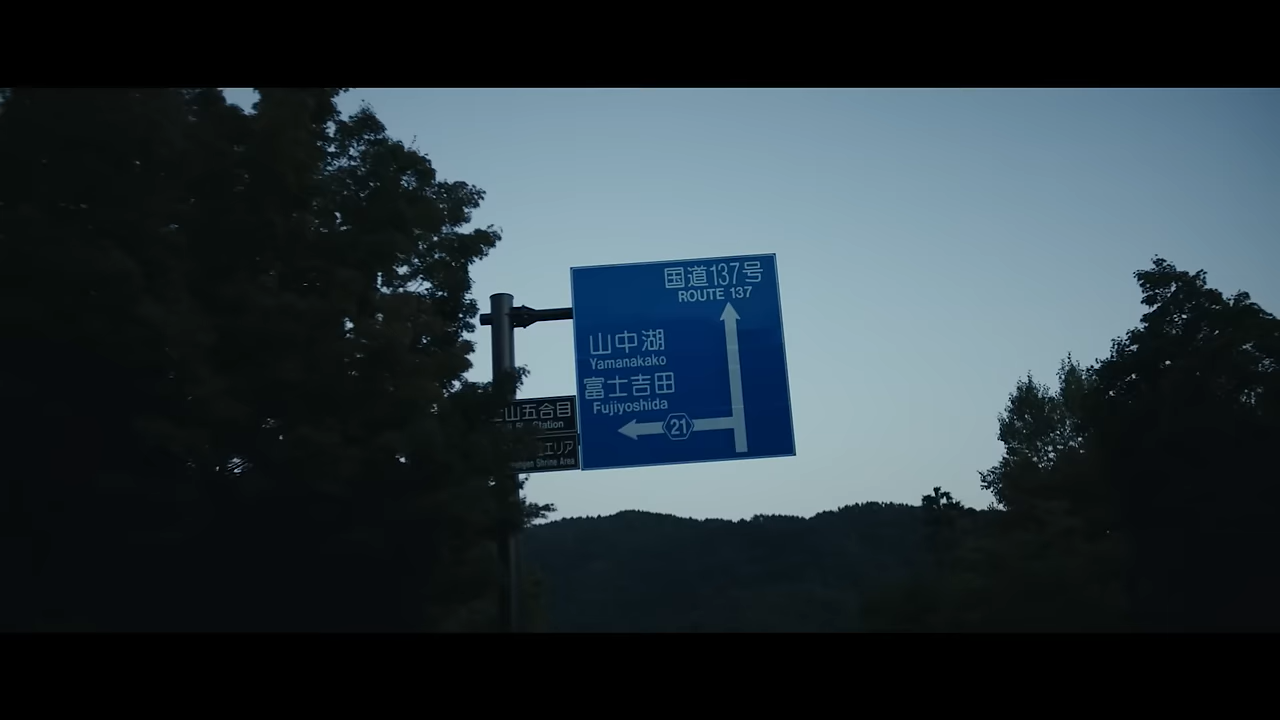 国道137号
ROUTE 137
山中湖
Yamanakako
富士吉田
Fujiyoshida
21
山五合目
5th Station
エリア
Shrine Area